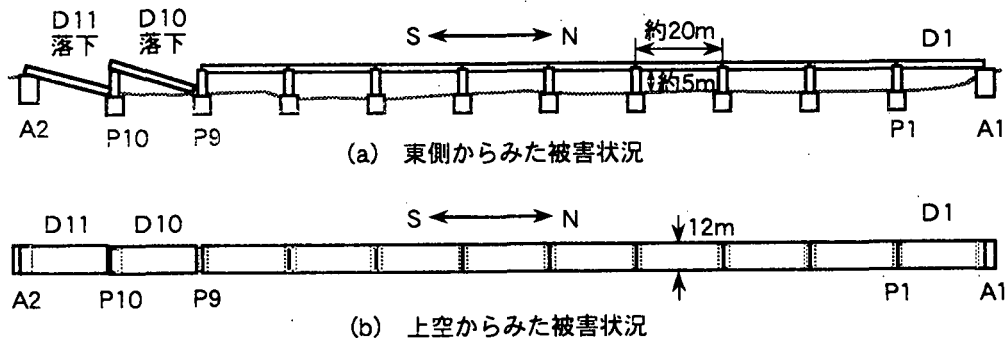 D11 D10
落下 落下
S N 約20m D1
約5m
A2 P10 P9 P1 A1
(a) 東側からみた被害状況
D11 D10 S N 12m D1
A2 P10 P9 P1 A1
(b) 上空からみた被害状況